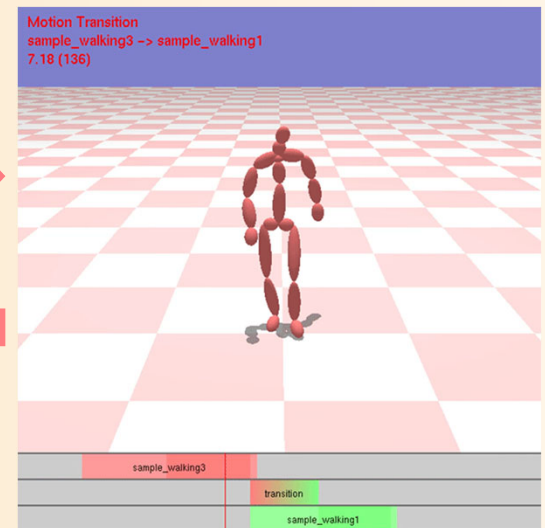 Motion Transition
sample_walking3 -> sample_walking1
7.18 (136)
sample_walking3
transition
sample_walking1